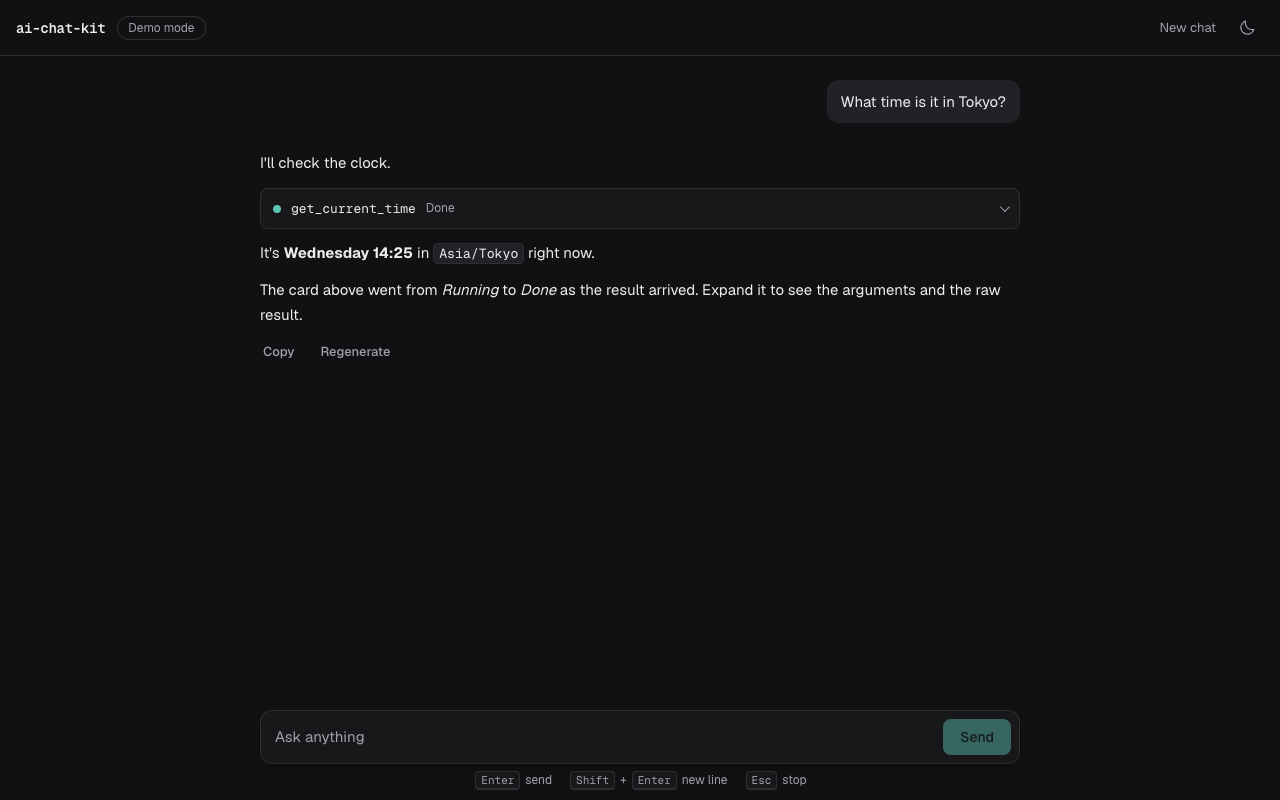 ai-chat-kit Demo mode New chat
What time is it in Tokyo?
I'll check the clock.
get_current_time Done
It's Wednesday 14:25 in Asia/Tokyo right now.
The card above went from Running to Done as the result arrived. Expand it to see the arguments and the raw
result.
Copy Regenerate
Ask anything Send
Enter send Shift + Enter new line Esc stop